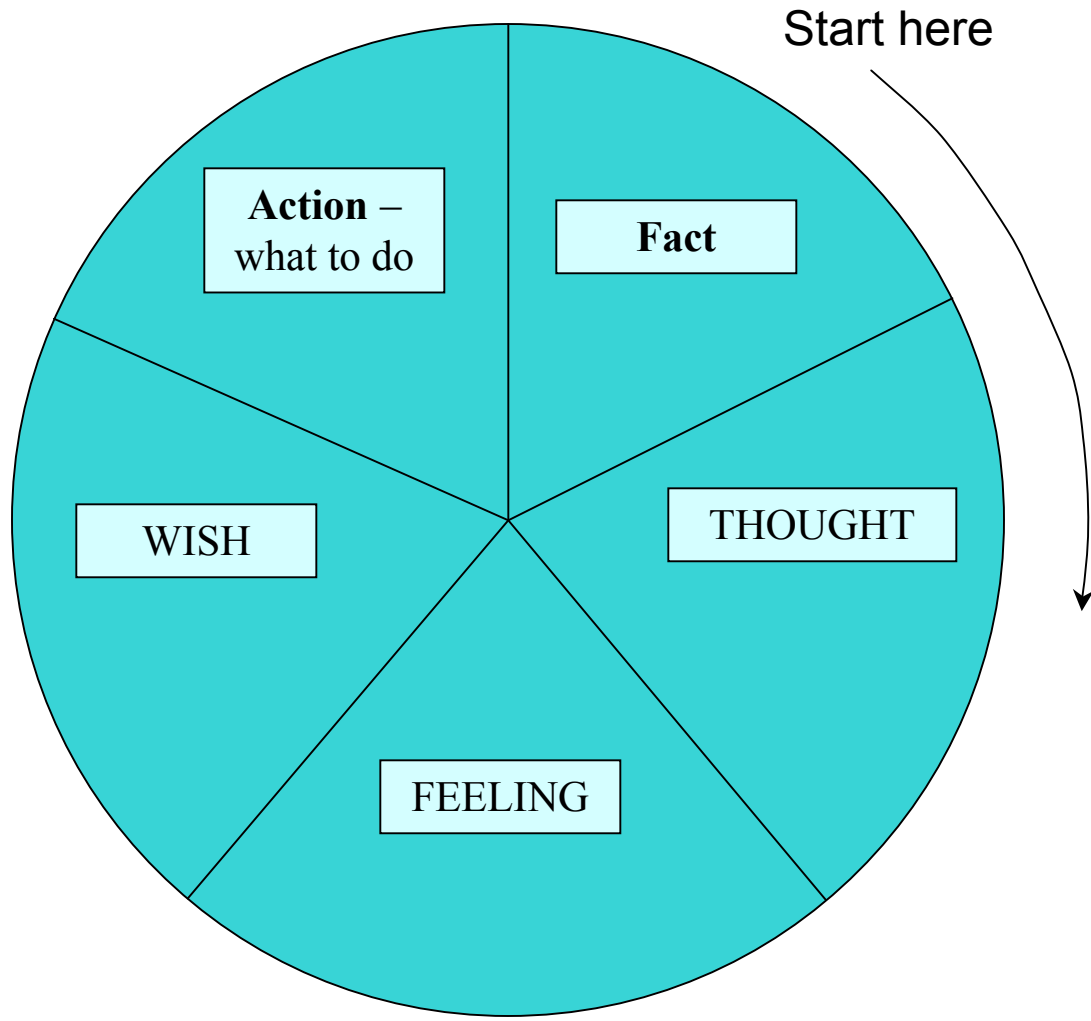 Start here
Fact
THOUGHT
FEELING
WISH
Action –
what to do